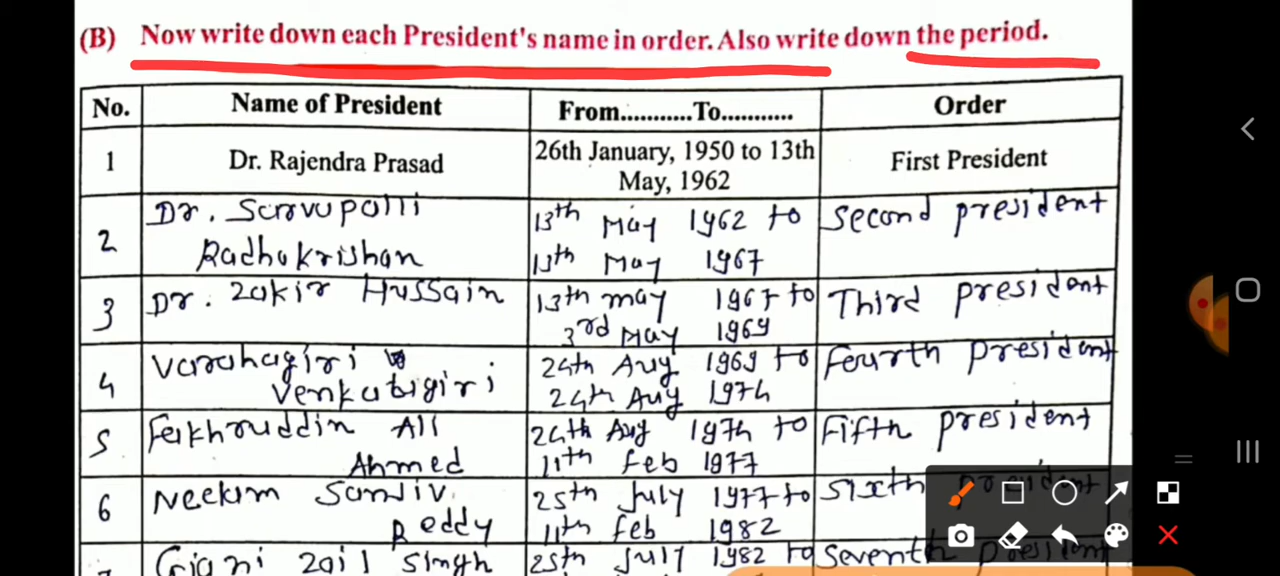 (B) Now write down each President's name in order. Also write down the period.
No. Name of President From...........To........... Order
1 Dr. Rajendra Prasad 26th January, 1950 to 13th May, 1962 First President
2 Dr. Sarvupalli Radhakrishan 13th May 1962 to 13th May 1967 Second president
3 Dr. Zakir Hussain 13th may 1967 to 3rd May 1969 Third president
4 Varahagiri Venkatigiri 24th Aug 1969 to 24th Aug 1974 Fourth president
5 Fakhruddin Ali Ahmed 24th Aug 1974 to 11th Feb 1977 Fifth president
6 Neelam Sanjiv Reddy 25th July 1977 to 11th Feb 1982 Sixth president
Giani Zail Singh 25th July 1982 to Seventh president